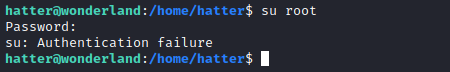 hatter@wonderland:/home/hatter$ su root
Password:
su: Authentication failure
hatter@wonderland:/home/hatter$